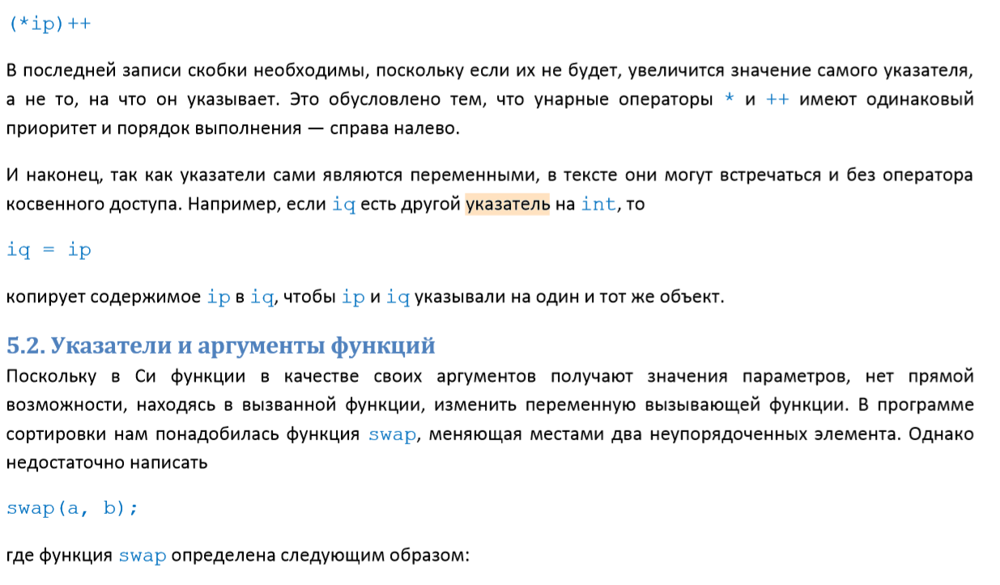 (*ip)++
В последней записи скобки необходимы, поскольку если их не будет, увеличится значение самого указателя,
а не то, на что он указывает. Это обусловлено тем, что унарные операторы * и ++ имеют одинаковый
приоритет и порядок выполнения — справа налево.
И наконец, так как указатели сами являются переменными, в тексте они могут встречаться и без оператора
косвенного доступа. Например, если iq есть другой указатель на int, то
iq = ip
копирует содержимое ip в iq, чтобы ip и iq указывали на один и тот же объект.
5.2. Указатели и аргументы функций
Поскольку в Си функции в качестве своих аргументов получают значения параметров, нет прямой
возможности, находясь в вызванной функции, изменить переменную вызывающей функции. В программе
сортировки нам понадобилась функция swap, меняющая местами два неупорядоченных элемента. Однако
недостаточно написать
swap(a, b);
где функция swap определена следующим образом: